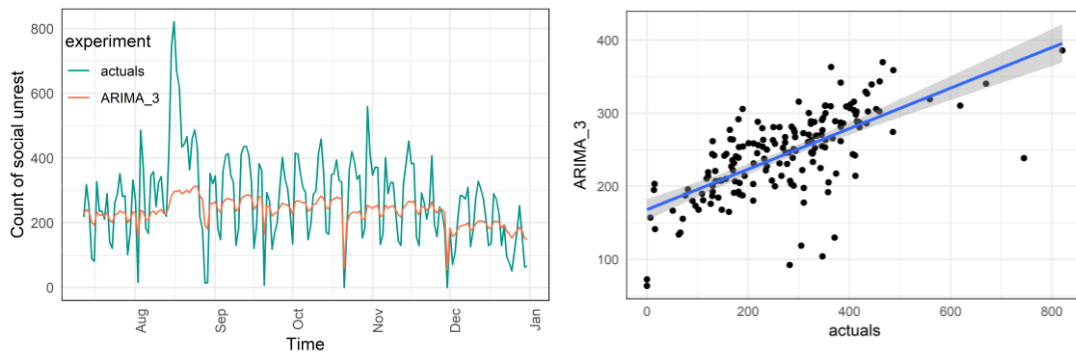 800
600
400
200
0
Count of social unrest
experiment
actuals
ARIMA_3
Aug
Sep
Oct
Nov
Dec
Jan
Time
400
300
200
100
ARIMA_3
0
200
400
600
800
actuals